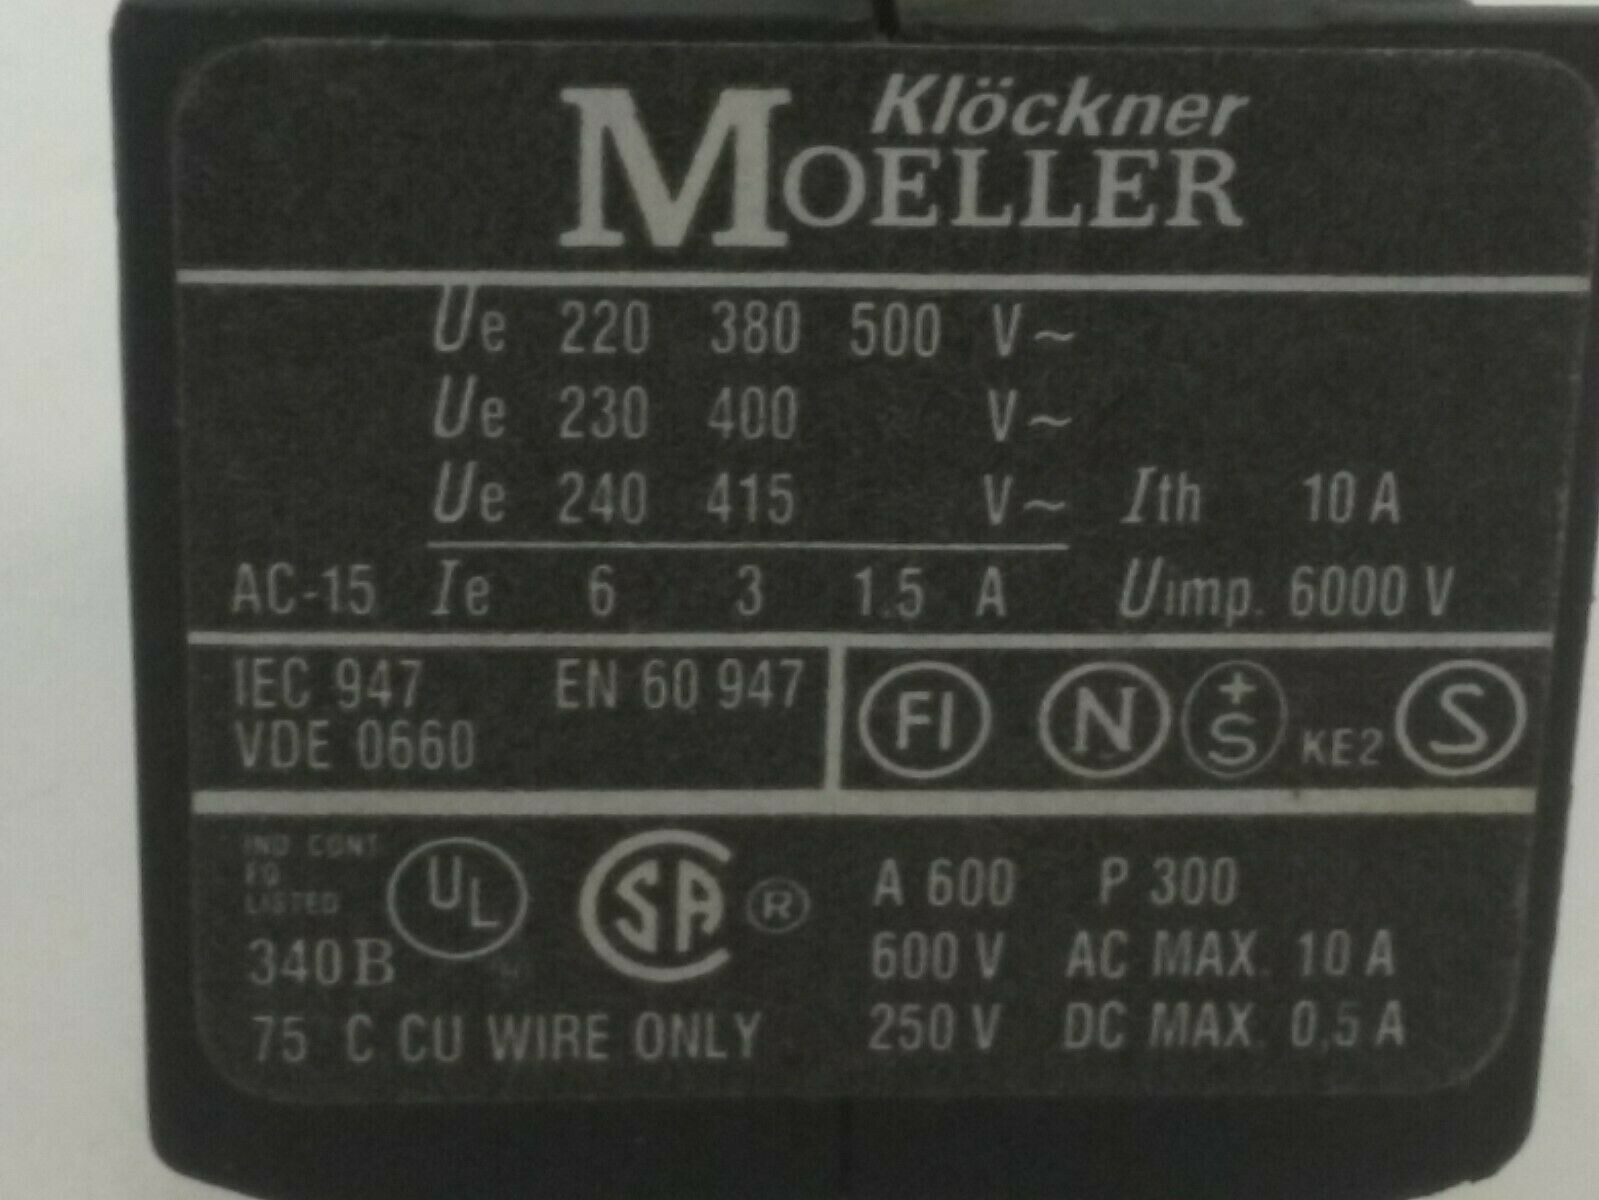 Klöckner
MOELLER
Ue 220 380 500 V~
Ue 230 400 V~
Ue 240 415 V~ Ith 10 A
AC-15 Ie 6 3 1.5 A Uimp. 6000 V
IEC 947 EN 60 947
VDE 0660
FI N +S KE2 S
IND CONT
EQ
LISTED
340B
UL
SA ®
A 600 P 300
600 V AC MAX. 10 A
250 V DC MAX. 0,5 A
75°C CU WIRE ONLY